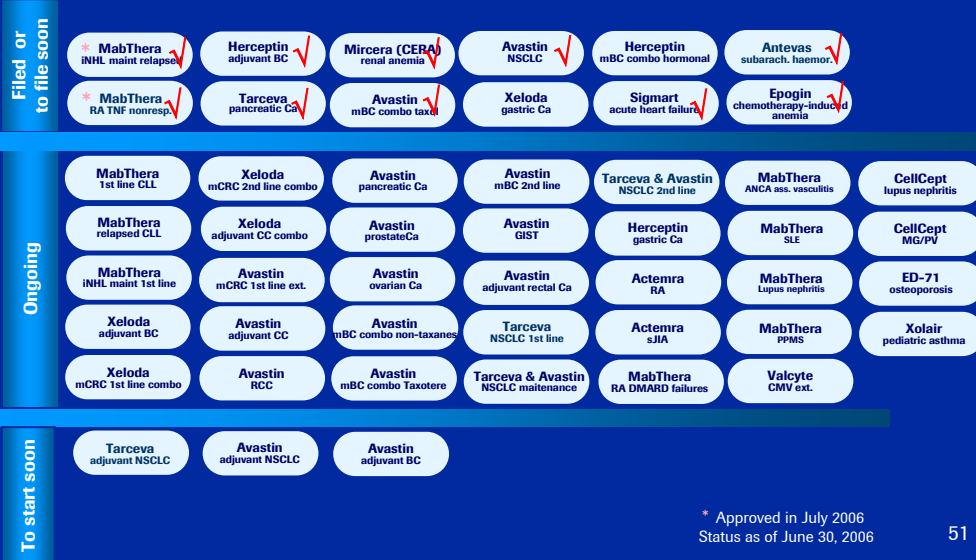 Filed or
to file soon
* MabThera
iNHL maint relapsed
Herceptin
adjuvant BC
Mircera (CERA)
renal anemia
Avastin
NSCLC
Herceptin
mBC combo hormonal
Antevas
subarach. haemor.
* MabThera
RA TNF nonresp.
Tarceva
pancreatic Ca
Avastin
mBC combo taxol
Xeloda
gastric Ca
Sigmart
acute heart failure
Epogin
chemotherapy-induced
anemia
Ongoing
MabThera
1st line CLL
Xeloda
mCRC 2nd line combo
Avastin
pancreatic Ca
Avastin
mBC 2nd line
Tarceva & Avastin
NSCLC 2nd line
MabThera
ANCA ass. vasculitis
CellCept
lupus nephritis
MabThera
relapsed CLL
Xeloda
adjuvant CC combo
Avastin
prostateCa
Avastin
GIST
Herceptin
gastric Ca
MabThera
SLE
CellCept
MG/PV
MabThera
iNHL maint 1st line
Avastin
mCRC 1st line ext.
Avastin
ovarian Ca
Avastin
adjuvant rectal Ca
Actemra
RA
MabThera
Lupus nephritis
ED-71
osteoporosis
Xeloda
adjuvant BC
Avastin
adjuvant CC
Avastin
mBC combo non-taxanes
Tarceva
NSCLC 1st line
Actemra
sJIA
MabThera
PPMS
Xolair
pediatric asthma
Xeloda
mCRC 1st line combo
Avastin
RCC
Avastin
mBC combo Taxotere
Tarceva & Avastin
NSCLC maitenance
MabThera
RA DMARD failures
Valcyte
CMV ext.
To start soon
Tarceva
adjuvant NSCLC
Avastin
adjuvant NSCLC
Avastin
adjuvant BC
* Approved in July 2006
Status as of June 30, 2006
51